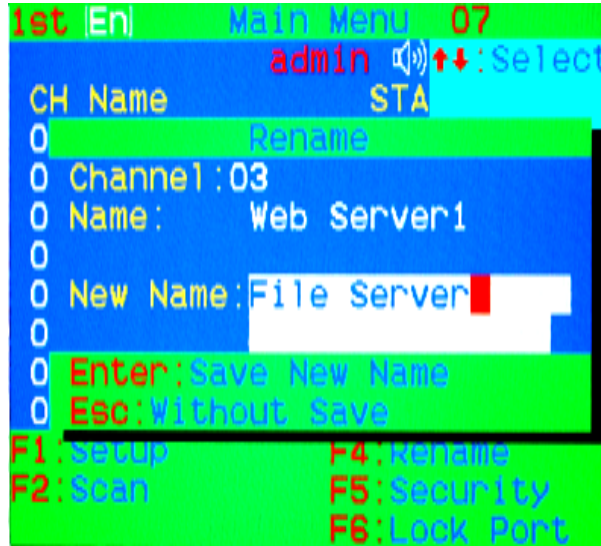 1st En Main Menu 07
admin ↑↓:Select
CH Name STA
0 Rename
0 Channel:03
0 Name: Web Server1
0
0 New Name:File Server
0
0 Enter:Save New Name
0 Esc:Without Save
F1:Setup F4:Rename
F2:Scan F5:Security
F6:Lock Port